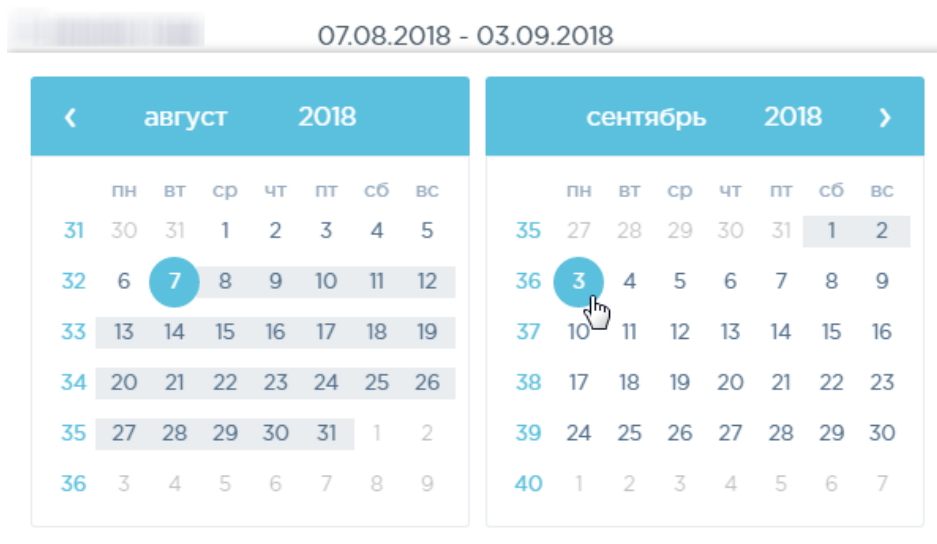 07.08.2018 - 03.09.2018
август 2018
пн вт ср чт пт сб вс
31 30 31 1 2 3 4 5
32 6 7 8 9 10 11 12
33 13 14 15 16 17 18 19
34 20 21 22 23 24 25 26
35 27 28 29 30 31 1 2
36 3 4 5 6 7 8 9
сентябрь 2018
пн вт ср чт пт сб вс
35 27 28 29 30 31 1 2
36 3 4 5 6 7 8 9
37 10 11 12 13 14 15 16
38 17 18 19 20 21 22 23
39 24 25 26 27 28 29 30
40 1 2 3 4 5 6 7